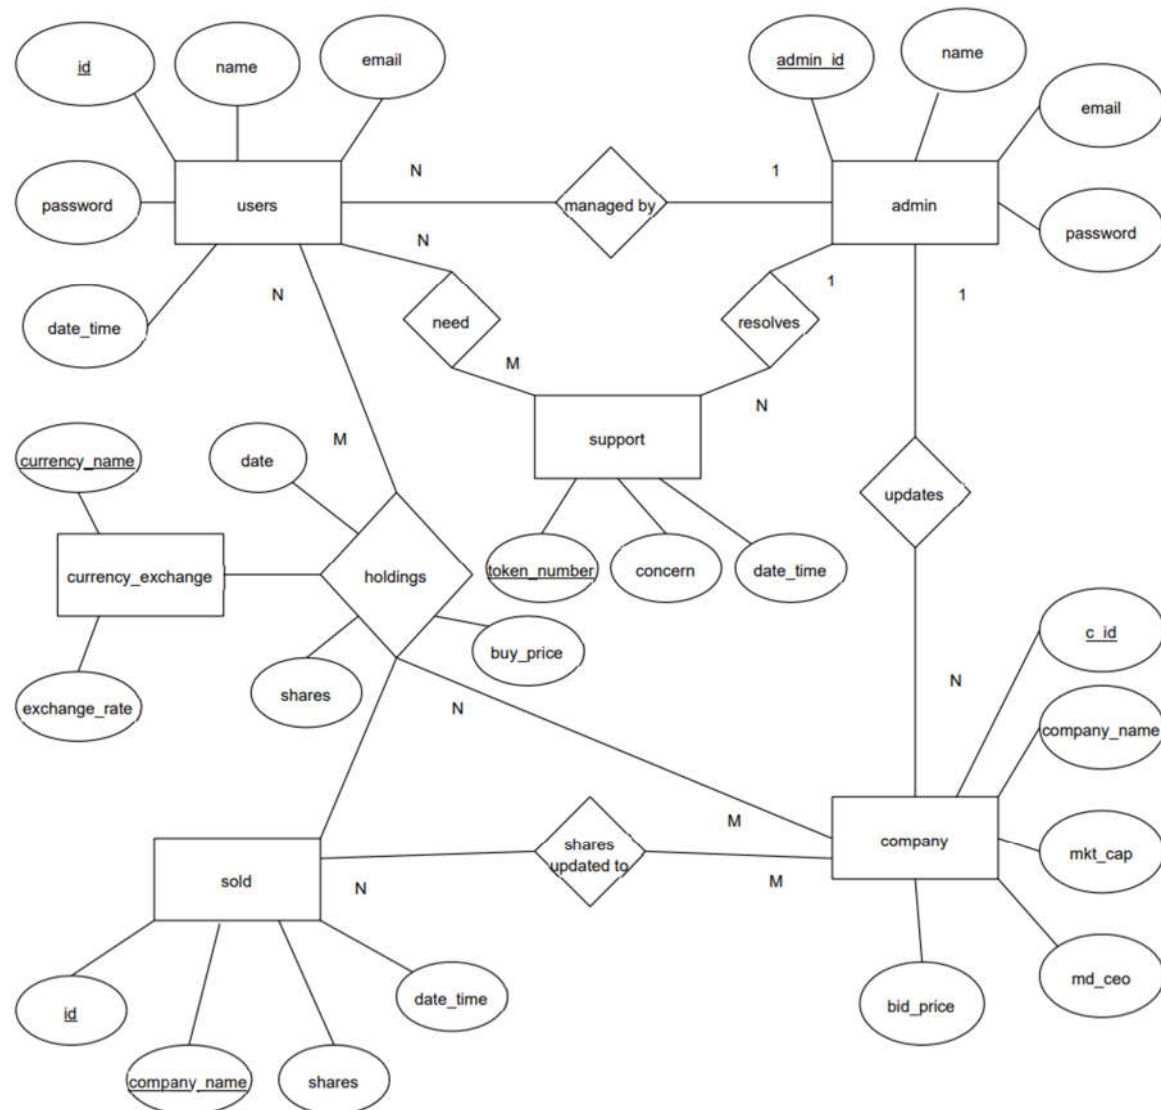 id
name
email
admin_id
name
email
password
users
N
managed by
1
admin
password
N
1
N
1
date_time
need
resolves
M
N
currency_name
date
M
support
updates
currency_exchange
holdings
token_number
concern
date_time
buy_price
c_id
shares
exchange_rate
N
N
company_name
M
shares
updated to
company
mkt_cap
sold
N
M
md_ceo
date_time
bid_price
id
company_name
shares